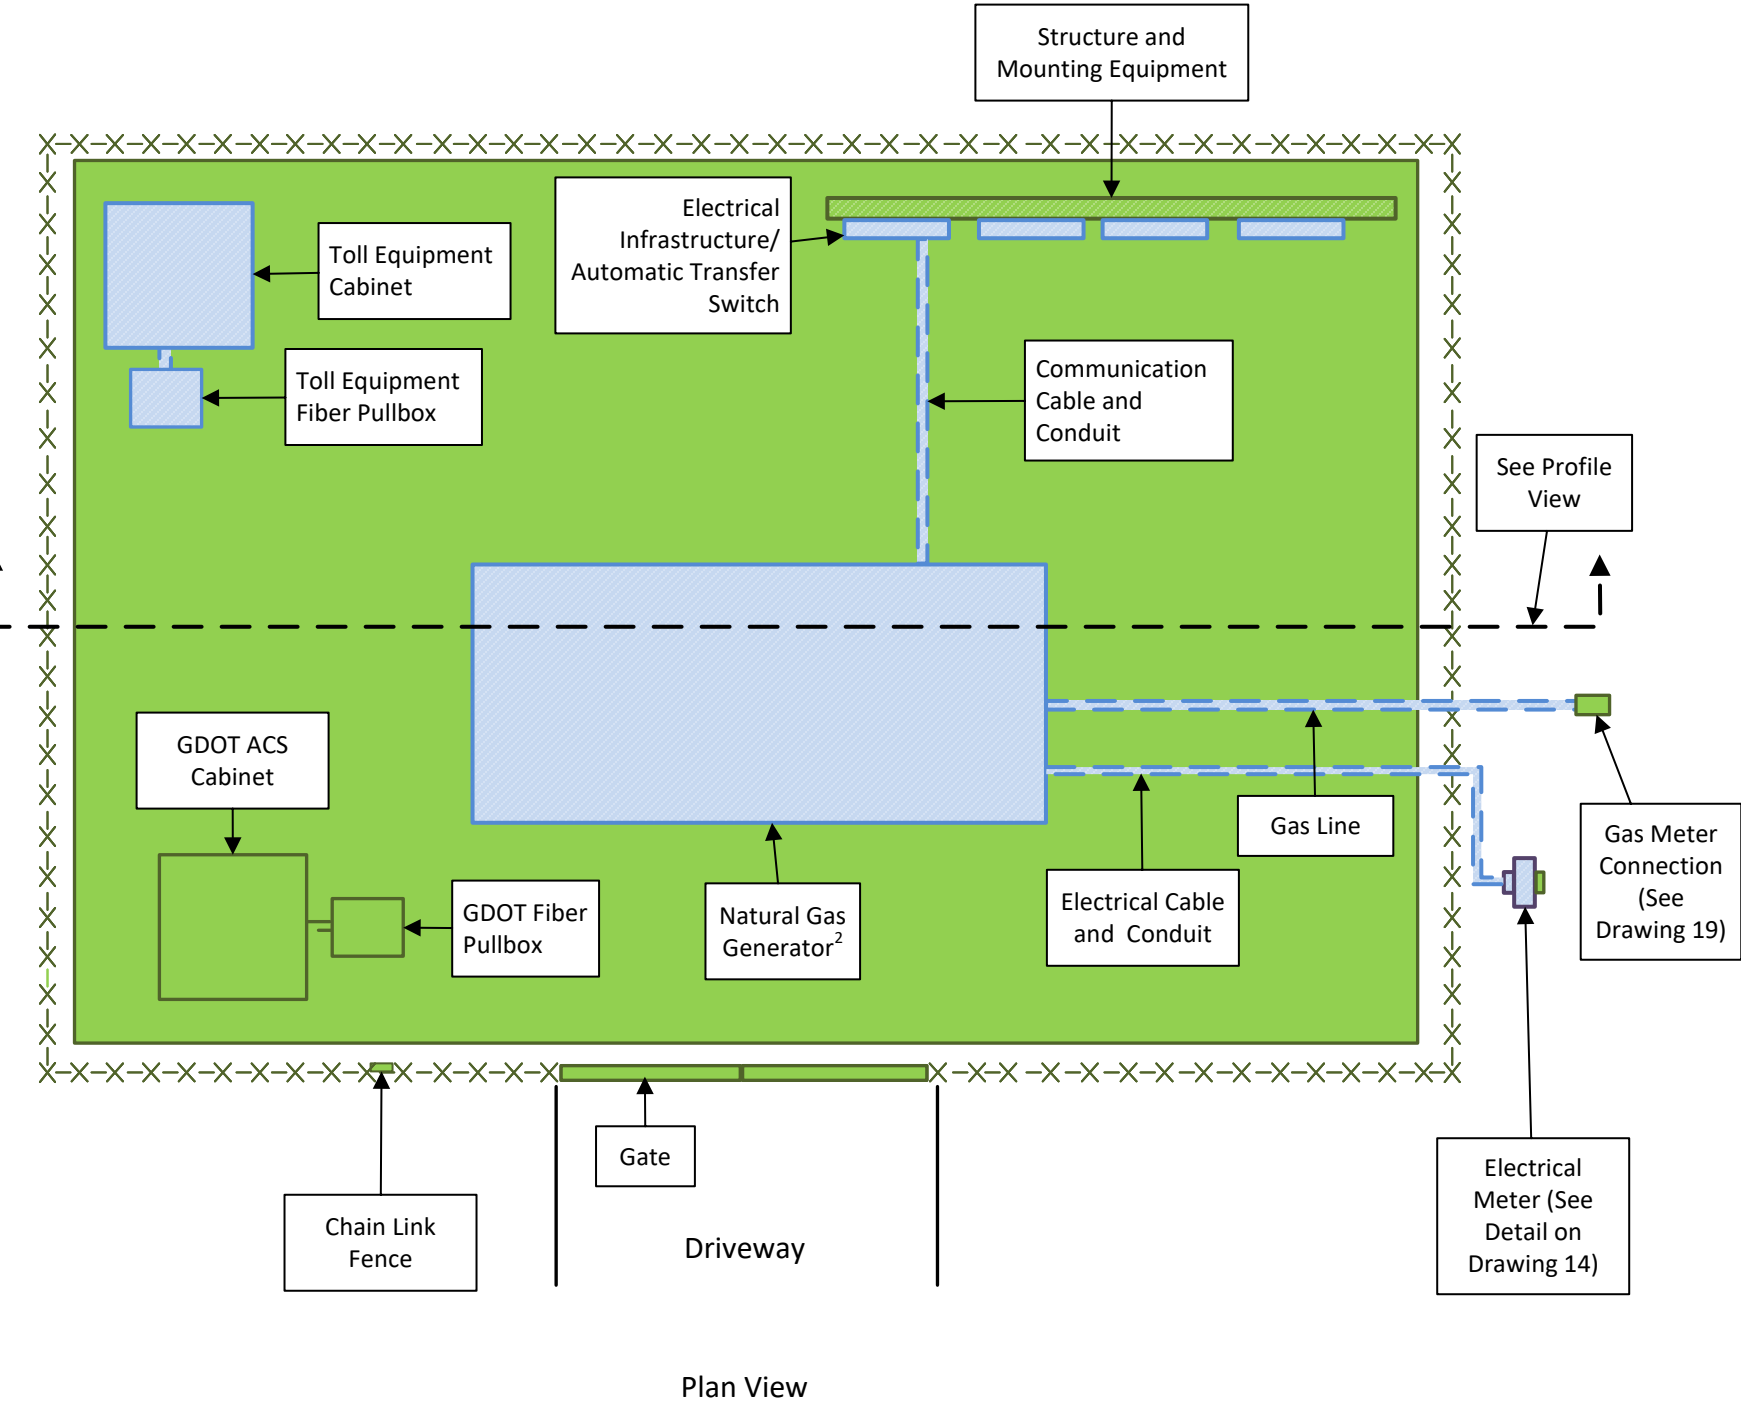 Structure and
Mounting Equipment
Electrical
Infrastructure/
Automatic Transfer
Switch
Toll Equipment
Cabinet
Toll Equipment
Fiber Pullbox
Communication
Cable and
Conduit
See Profile
View
GDOT ACS
Cabinet
GDOT Fiber
Pullbox
Natural Gas
Generator²
Electrical Cable
and  Conduit
Gas Line
Gas Meter
Connection
(See
Drawing 19)
Gate
Chain Link
Fence
Driveway
Electrical
Meter (See
Detail on
Drawing 14)
Plan View